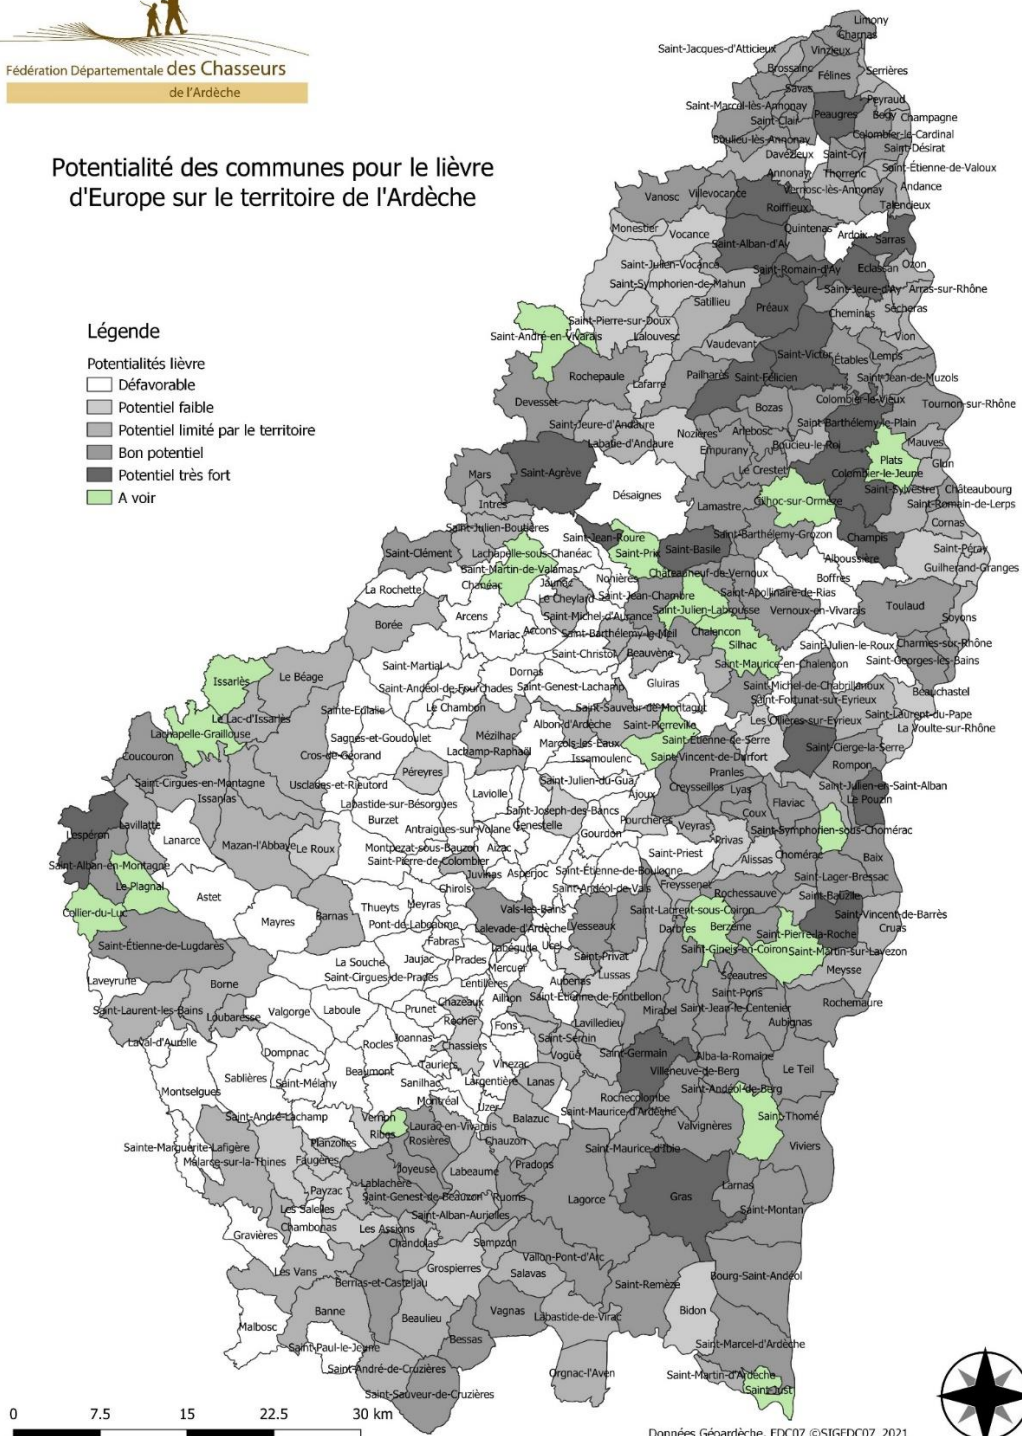 Fédération Départementale des Chasseurs
de l'Ardèche
Potentialité des communes pour le lièvre
d'Europe sur le territoire de l'Ardèche
Légende
Potentialités lièvre
Défavorable
Potentiel faible
Potentiel limité par le territoire
Bon potentiel
Potentiel très fort
A voir
Limony
Charnas
Saint-Jacques-d'Atticieux
Vinzieux
Brossainc
Félines
Serrières
Savas
Saint-Marcel-lès-Annonay
Peyraud
Saint-Clair
Peaugres
Bogy
Champagne
Boulieu-lès-Annonay
Colombier-le-Cardinal
Davézieux
Saint-Cyr
Saint-Désirat
Annonay
Thorrenc
Saint-Étienne-de-Valoux
Vanosc
Villevocance
Vernosc-lès-Annonay
Andance
Roiffieux
Talencieux
Monestier
Vocance
Quintenas
Ardoix
Sarras
Saint-Alban-d'Ay
Saint-Julien-Vocance
Saint-Romain-d'Ay
Eclassan
Ozon
Saint-Symphorien-de-Mahun
Saint-Jeure-d'Ay
Arras-sur-Rhône
Satillieu
Préaux
Cheminas
Sécheras
Saint-Pierre-sur-Doux
Saint-André-en-Vivarais
Lalouvesc
Vaudevant
Vion
Saint-Victor
Étables
Lemps
Rochepaule
Lafarre
Pailharès
Saint-Félicien
Saint-Jean-de-Muzols
Devesset
Colombier-le-Vieux
Tournon-sur-Rhône
Bozas
Saint-Jeure-d'Andaure
Saint-Barthélemy-le-Plain
Labatie-d'Andaure
Nozières
Arlebosc
Boucieu-le-Roi
Mauves
Empurany
Plats
Glun
Mars
Saint-Agrève
Le Crestet
Colombier-le-Jeune
Désaignes
Saint-Sylvestre
Châteaubourg
Intres
Gilhoc-sur-Ormèze
Saint-Romain-de-Lerps
Lamastre
Cornas
Saint-Julien-Boutières
Saint-Jean-Roure
Saint-Barthélemy-Grozon
Champis
Saint-Clément
Lachapelle-sous-Chanéac
Saint-Prix
Saint-Basile
Saint-Péray
Alboussière
Saint-Martin-de-Valamas
Guilherand-Granges
Chanéac
Jaunac
Nonières
Châteauneuf-de-Vernoux
Boffres
La Rochette
Le Cheylard
Saint-Jean-Chambre
Saint-Apollinaire-de-Rias
Toulaud
Arcens
Saint-Michel-d'Aurance
Saint-Julien-Labrousse
Vernoux-en-Vivarais
Soyons
Borée
Mariac
Accons
Saint-Barthélemy-le-Meil
Chalencon
Silhac
Saint-Julien-le-Roux
Charmes-sur-Rhône
Saint-Christol
Beauvène
Saint-Georges-les-Bains
Saint-Martial
Dornas
Saint-Maurice-en-Chalencon
Issarlès
Le Béage
Saint-Andéol-de-Fourchades
Saint-Genest-Lachamp
Gluiras
Saint-Michel-de-Chabrillanoux
Beauchastel
Saint-Fortunat-sur-Eyrieux
Sainte-Eulalie
Le Chambon
Saint-Sauveur-de-Montagut
Le Lac-d'Issarlès
Albond'Ardèche
Saint-Pierreville
Les Ollières-sur-Eyrieux
Saint-Laurent-du-Pape
Lachapelle-Graillouse
Sagnes-et-Goudoulet
Mézilhac
Marcols-les-Eaux
Saint-Étienne-de-Serre
La Voulte-sur-Rhône
Coucouron
Cros-de-Géorand
Lachamp-Raphaël
Issamoulenc
Saint-Vincent-de-Durfort
Saint-Cierge-la-Serre
Rompon
Péreyres
Pranles
Saint-Cirgues-en-Montagne
Usclades-et-Rieutord
Saint-Julien-du-Gua
Creysseilles
Lyas
Saint-Julien-en-Saint-Alban
Issanlas
Laviolle
Ajoux
Flaviac
Le Pouzin
Labastide-sur-Bésorgues
Saint-Joseph-des-Bancs
Coux
Lespéron
Lavillatte
Burzet
Genestelle
Pourchères
Veyras
Saint-Symphorien-sous-Chomérac
Lanarce
Antraigues-sur-Volane
Gourdon
Privas
Mazan-l'Abbaye
Le Roux
Montpezat-sous-Bauzon
Aizac
Saint-Priest
Alissas
Chomérac
Baix
Saint-Alban-en-Montagne
Saint-Pierre-de-Colombier
Juvinas
Asperjoc
Saint-Étienne-de-Boulogne
Saint-Lager-Bressac
Le Plagnal
Chirols
Saint-Andéol-de-Vals
Freyssenet
Rochessauve
Saint-Bauzile
Astet
Cellier-du-Luc
Mayres
Barnas
Thueyts
Meyras
Vals-les-Bains
Saint-Laurent-sous-Coiron
Saint-Vincent-de-Barrès
Pont-de-Labeaume
Lalevade-d'Ardèche
Vesseaux
Darbres
Berzème
Saint-Pierre-la-Roche
Cruas
Saint-Étienne-de-Lugdarès
Fabras
Labégude
Ucel
Saint-Gineis-en-Coiron
Saint-Martin-sur-Lavezon
La Souche
Jaujac
Prades
Mercuer
Saint-Privat
Meysse
Laveyrune
Borne
Saint-Cirgues-de-Prades
Lentillères
Aubenas
Lussas
Sceautres
Saint-Laurent-les-Bains
Loubaresse
Valgorge
Laboule
Prunet
Chazeaux
Ailhon
Saint-Étienne-de-Fontbellon
Saint-Pons
Rochemaure
Rocher
Fons
Lavilledieu
Mirabel
Saint-Jean-le-Centenier
Aubignas
Laval-d'Aurelle
Rocles
Joannas
Chassiers
Saint-Sernin
Dompnac
Vogüé
Saint-Germain
Alba-la-Romaine
Montselgues
Sablières
Beaumont
Tauriers
Vinezac
Villeneuve-de-Berg
Le Teil
Saint-Mélany
Sanilhac
Largentière
Lanas
Saint-Andéol-de-Berg
Montréal
Rochecolombe
Saint-André-Lachamp
Vernon
Uzer
Balazuc
Saint-Maurice-d'Ardèche
Saint-Thomé
Laurac-en-Vivarais
Valvignères
Sainte-Marguerite-Lafigère
Planzolles
Ribes
Rosières
Chauzon
Saint-Maurice-d'Ibie
Viviers
Malarce-sur-la-Thines
Faugères
Joyeuse
Labeaume
Pradons
Payzac
Lablachère
Larnas
Saint-Genest-de-Beauzon
Ruoms
Lagorce
Gras
Les Salelles
Saint-Alban-Auriolles
Saint-Montan
Gravières
Chambonas
Les Assions
Chandolas
Sampzon
Vallon-Pont-d'Arc
Les Vans
Grospierres
Salavas
Bourg-Saint-Andéol
Berrias-et-Casteljau
Saint-Remèze
Malbosc
Banne
Beaulieu
Vagnas
Labastide-de-Virac
Bidon
Saint-Paul-le-Jeune
Bessas
Saint-Marcel-d'Ardèche
Saint-André-de-Cruzières
Orgnac-l'Aven
Saint-Martin-d'Ardèche
Saint-Just
Saint-Sauveur-de-Cruzières
0 7.5 15 22.5 30 km
Données Géoardèche, FDC07 ©SIGFDC07, 2021